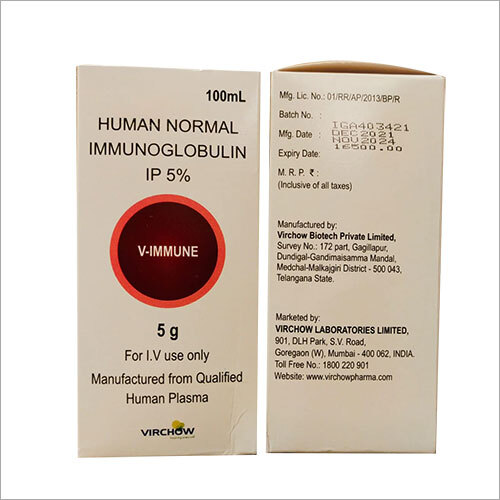 100mL
HUMAN NORMAL
IMMUNOGLOBULIN
IP 5%
V-IMMUNE
5 g
For I.V use only
Manufactured from Qualified
Human Plasma
VIRCHOW
Mfg. Lic. No.: 01/RR/AP/2013/BP/R
Batch No. :
IGA403421
Mfg. Date :
DEC2021
NOV2024
Expiry Date:
16500.00
M. R. P. ₹ :
(Inclusive of all taxes)
Manufactured by:
Virchow Biotech Private Limited,
Survey No.: 172 part, Gagillapur,
Dundigal-Gandimaisamma Mandal,
Medchal-Malkajgiri District - 500 043,
Telangana State.
Marketed by:
VIRCHOW LABORATORIES LIMITED,
901, DLH Park, S.V. Road,
Goregaon (W), Mumbai - 400 062, INDIA.
Toll Free No.: 1800 220 901
Website: www.virchowpharma.com